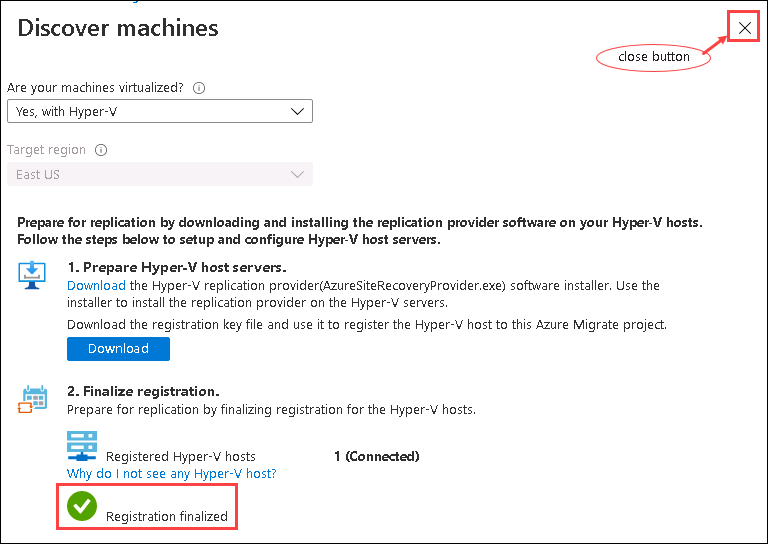 Discover machines
close button
Are your machines virtualized?
Yes, with Hyper-V
Target region
East US
Prepare for replication by downloading and installing the replication provider software on your Hyper-V hosts.
Follow the steps below to setup and configure Hyper-V host servers.
1. Prepare Hyper-V host servers.
Download the Hyper-V replication provider(AzureSiteRecoveryProvider.exe) software installer. Use the
installer to install the replication provider on the Hyper-V servers.
Download the registration key file and use it to register the Hyper-V host to this Azure Migrate project.
Download
2. Finalize registration.
Prepare for replication by finalizing registration for the Hyper-V hosts.
Registered Hyper-V hosts 1 (Connected)
Why do I not see any Hyper-V host?
Registration finalized